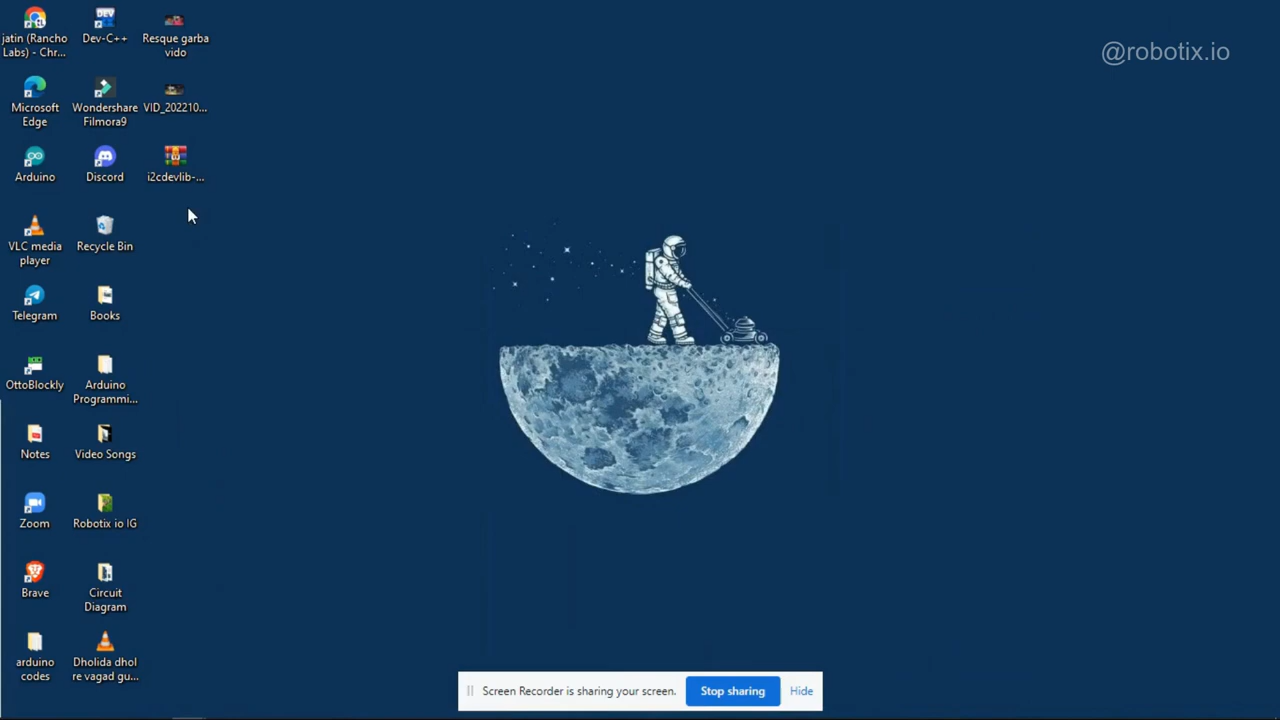 @robotix.io
jatin (Rancho
Labs) - Chr...
Dev-C++
Resque garba
vido
Microsoft
Edge
Wondershare
Filmora9
VID_202210...
Arduino
Discord
i2cdevlib-...
VLC media
player
Recycle Bin
Telegram
Books
OttoBlockly
Arduino
Programmi...
Notes
Video Songs
Zoom
Robotix io IG
Brave
Circuit
Diagram
arduino
codes
Dholida dhol
re vagad gu...
Screen Recorder is sharing your screen.
Stop sharing
Hide